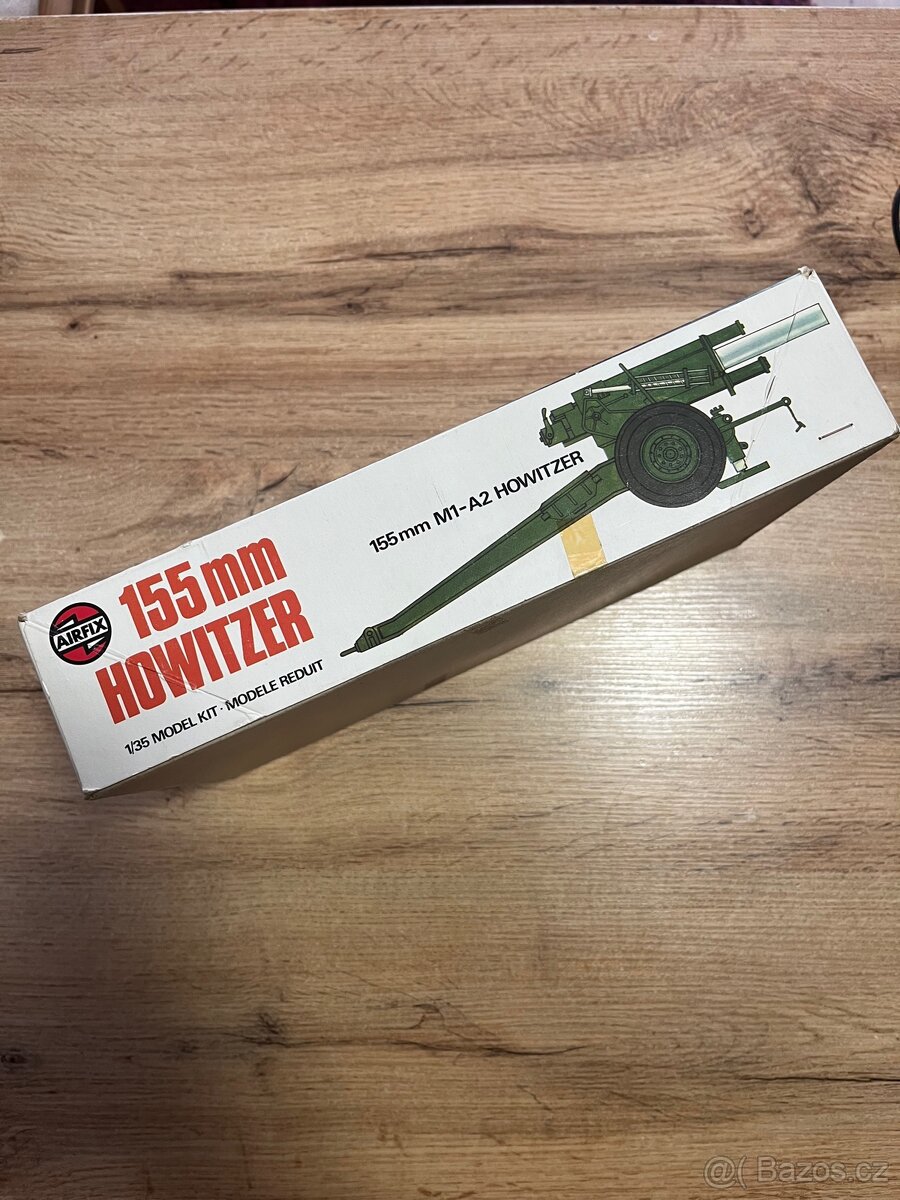 AIRFIX
155mm
HOWITZER
1/35 MODEL KIT · MODELE REDUIT
155mm M1-A2 HOWITZER
@( Bazos.cz